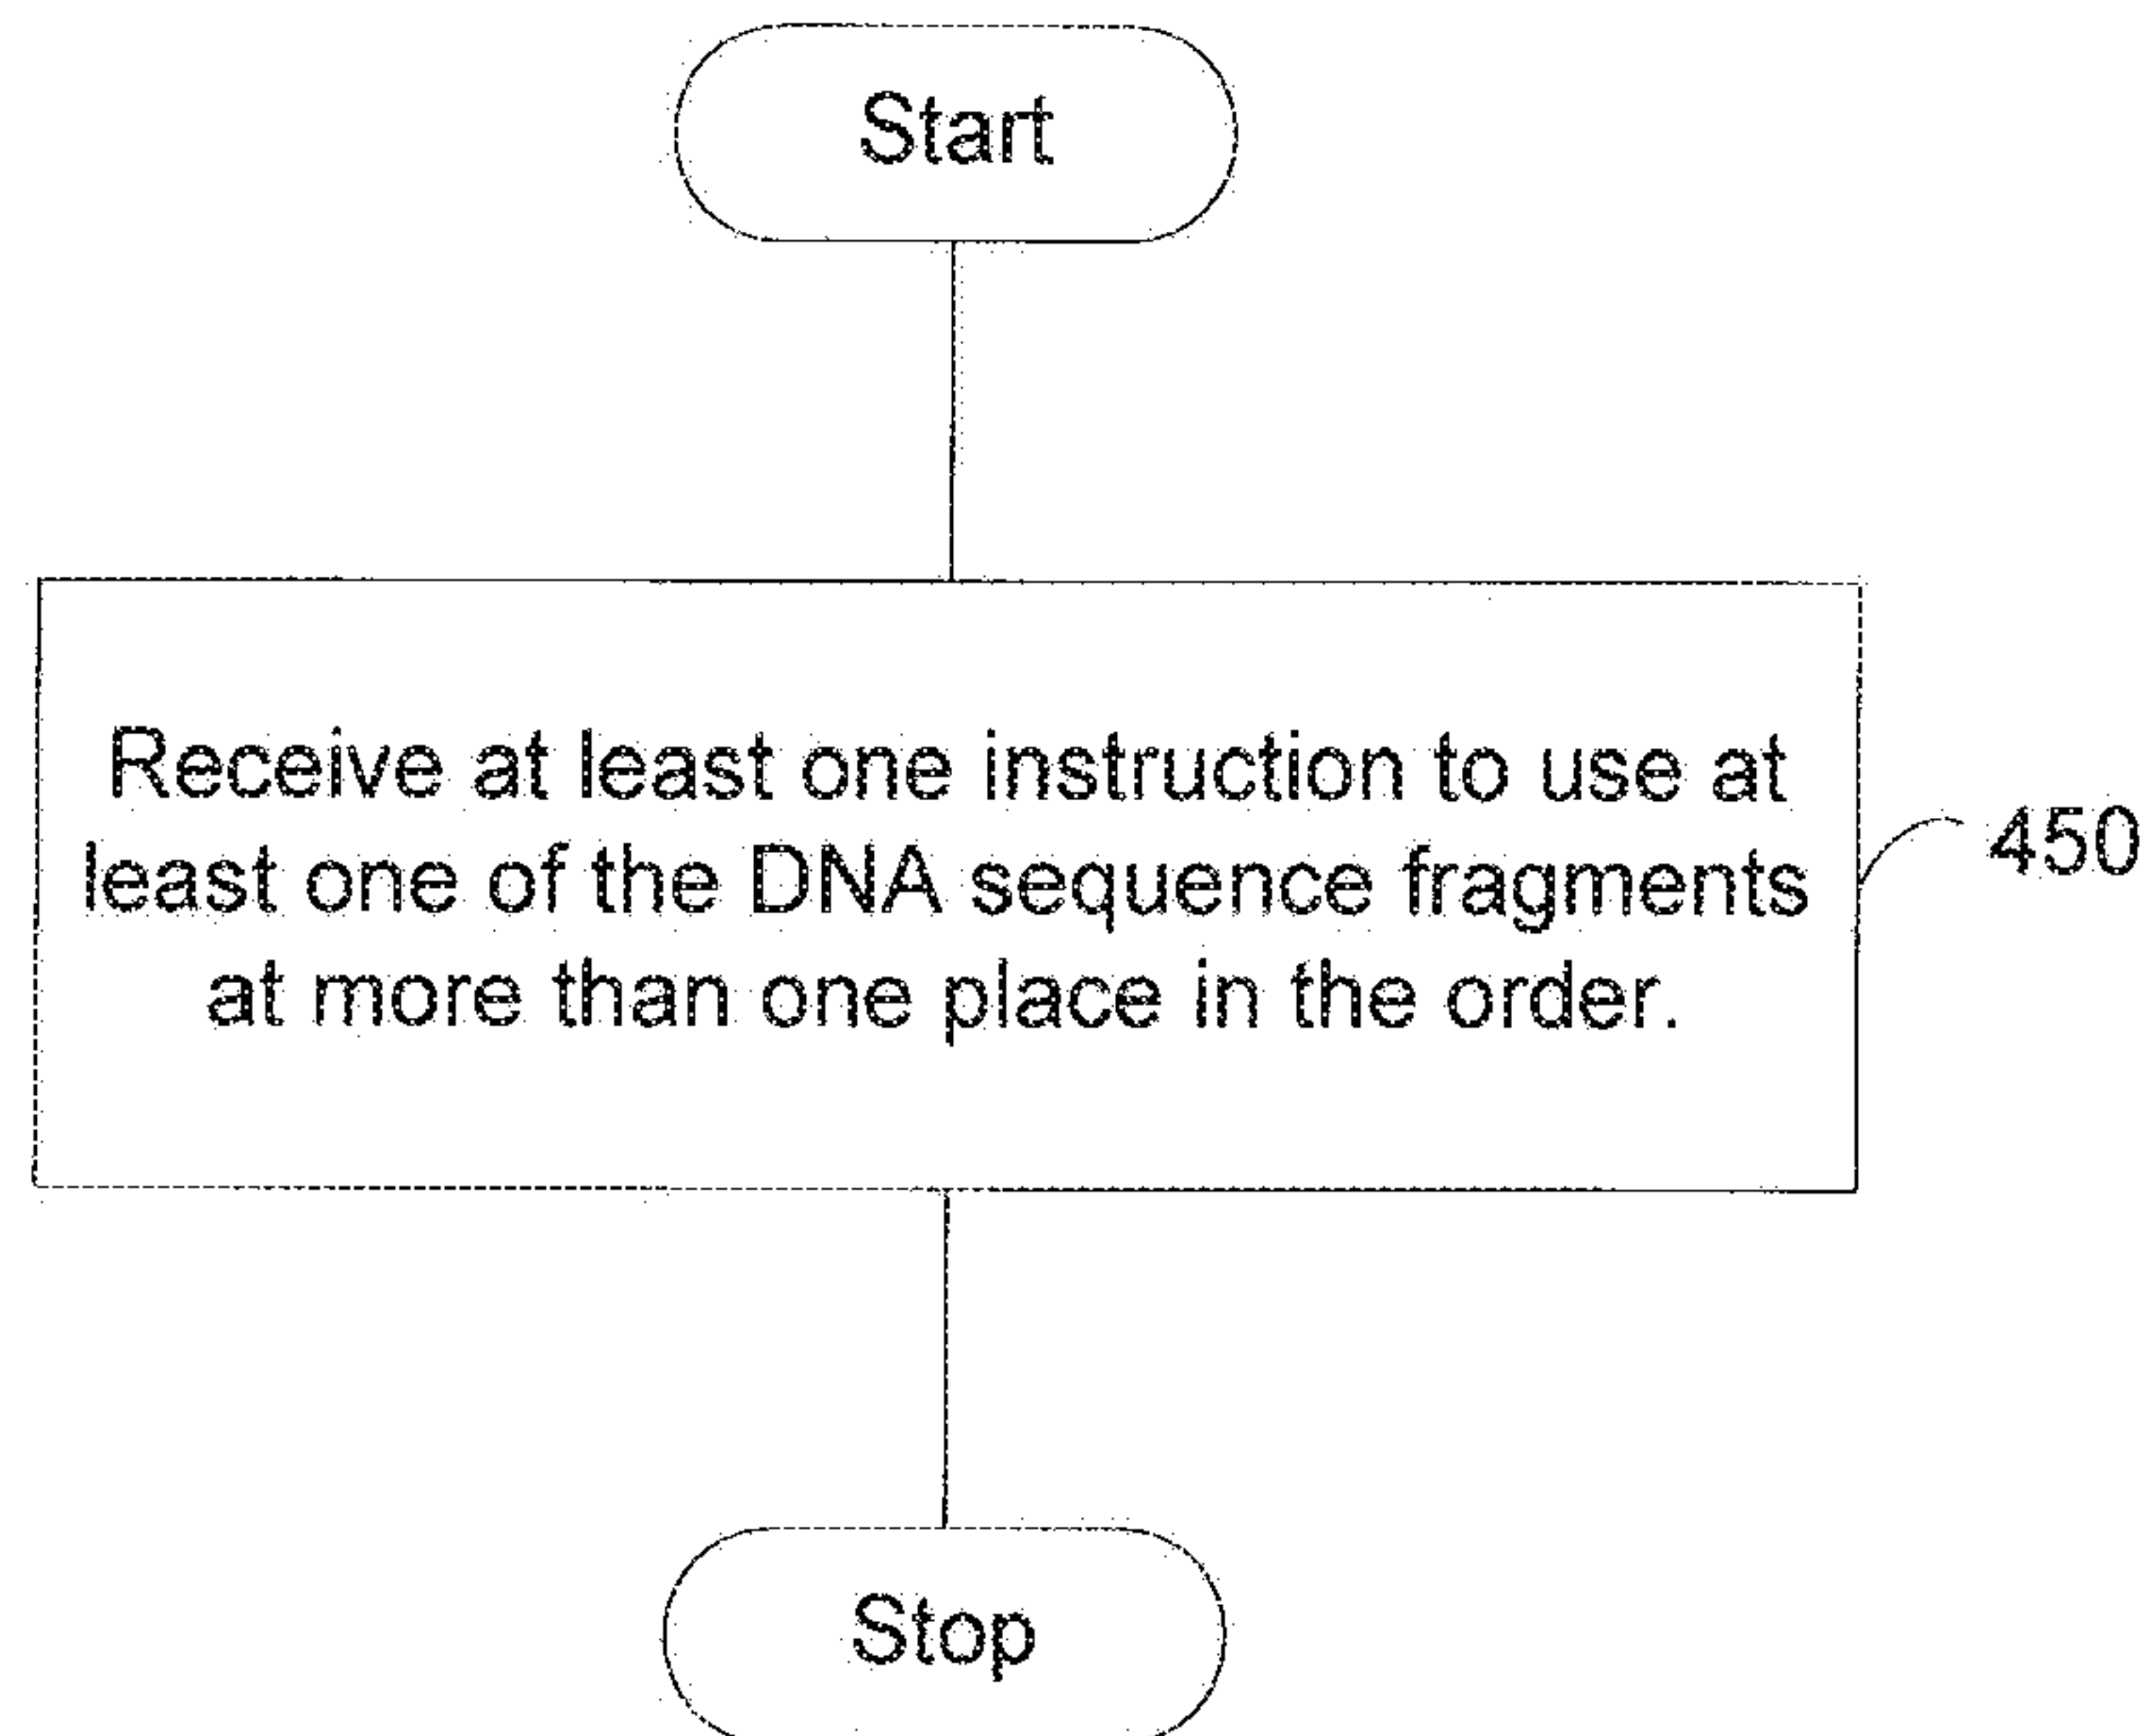 Start
Receive at least one instruction to use at
least one of the DNA sequence fragments
at more than one place in the order.
450
Stop